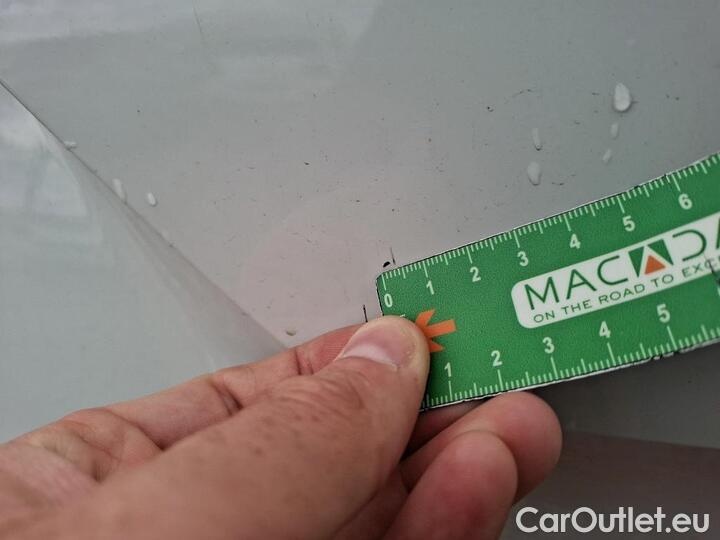 0 1 2 3 4 5 6
MACADA
ON THE ROAD TO EXC
1 2 3 4 5
CarOutlet.eu